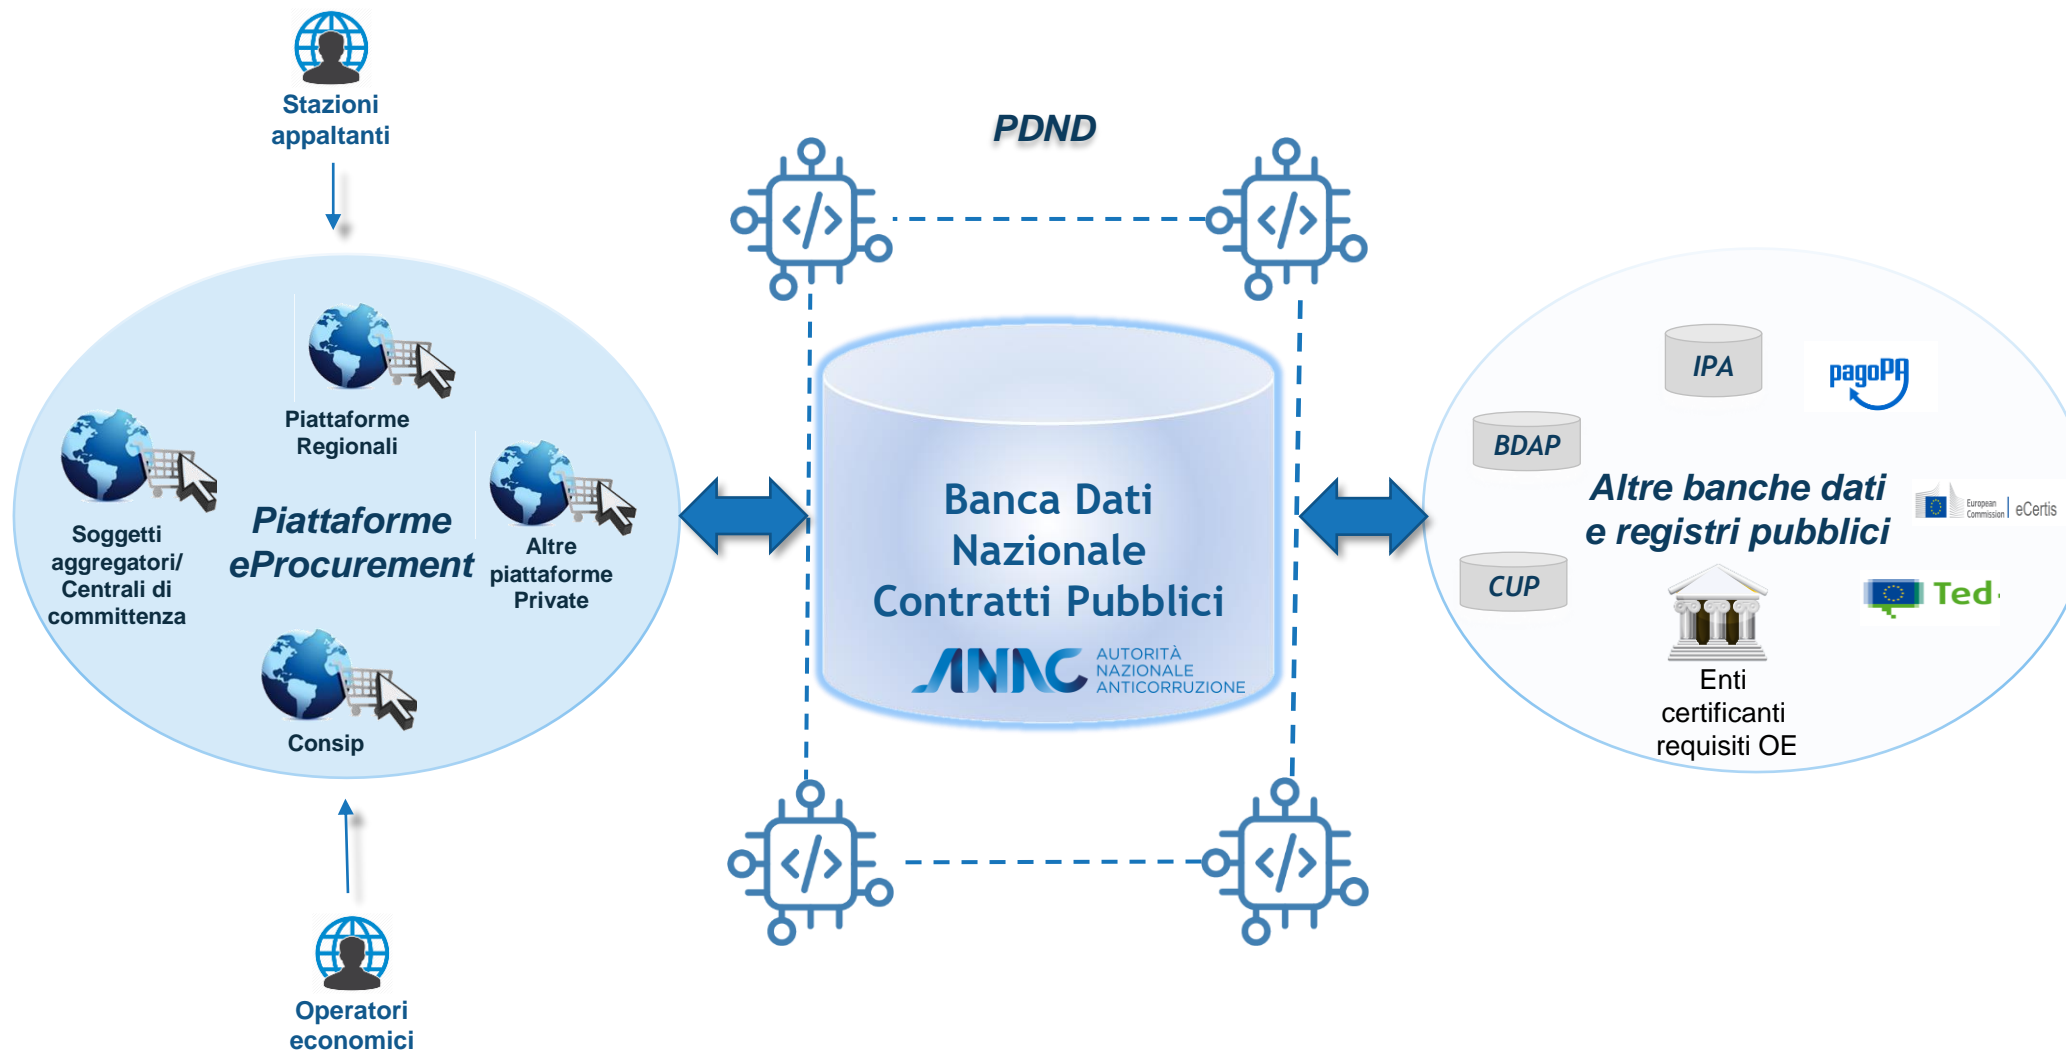 Stazioni
appaltanti
PDND
Piattaforme
Regionali
Soggetti
aggregatori/
Centrali di
committenza
Piattaforme
eProcurement
Altre
piattaforme
Private
Consip
Operatori
economici
</>
</>
</>
</>
Banca Dati
Nazionale
Contratti Pubblici
ANAC
AUTORITÀ
NAZIONALE
ANTICORRUZIONE
IPA
pagoPA
BDAP
Altre banche dati
e registri pubblici
European
Commission
eCertis
CUP
Ted
Enti
certificanti
requisiti OE